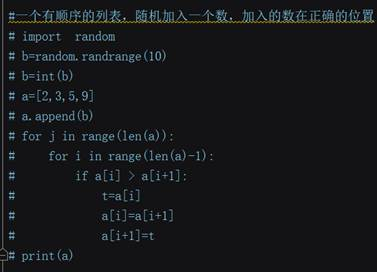 #一个有顺序的列表，随机加入一个数，加入的数在正确的位置
# import  random
# b=random.randrange(10)
# b=int(b)
# a=[2,3,5,9]
# a.append(b)
# for j in range(len(a)):
#     for i in range(len(a)-1):
#         if a[i] > a[i+1]:
#             t=a[i]
#             a[i]=a[i+1]
#             a[i+1]=t
# print(a)